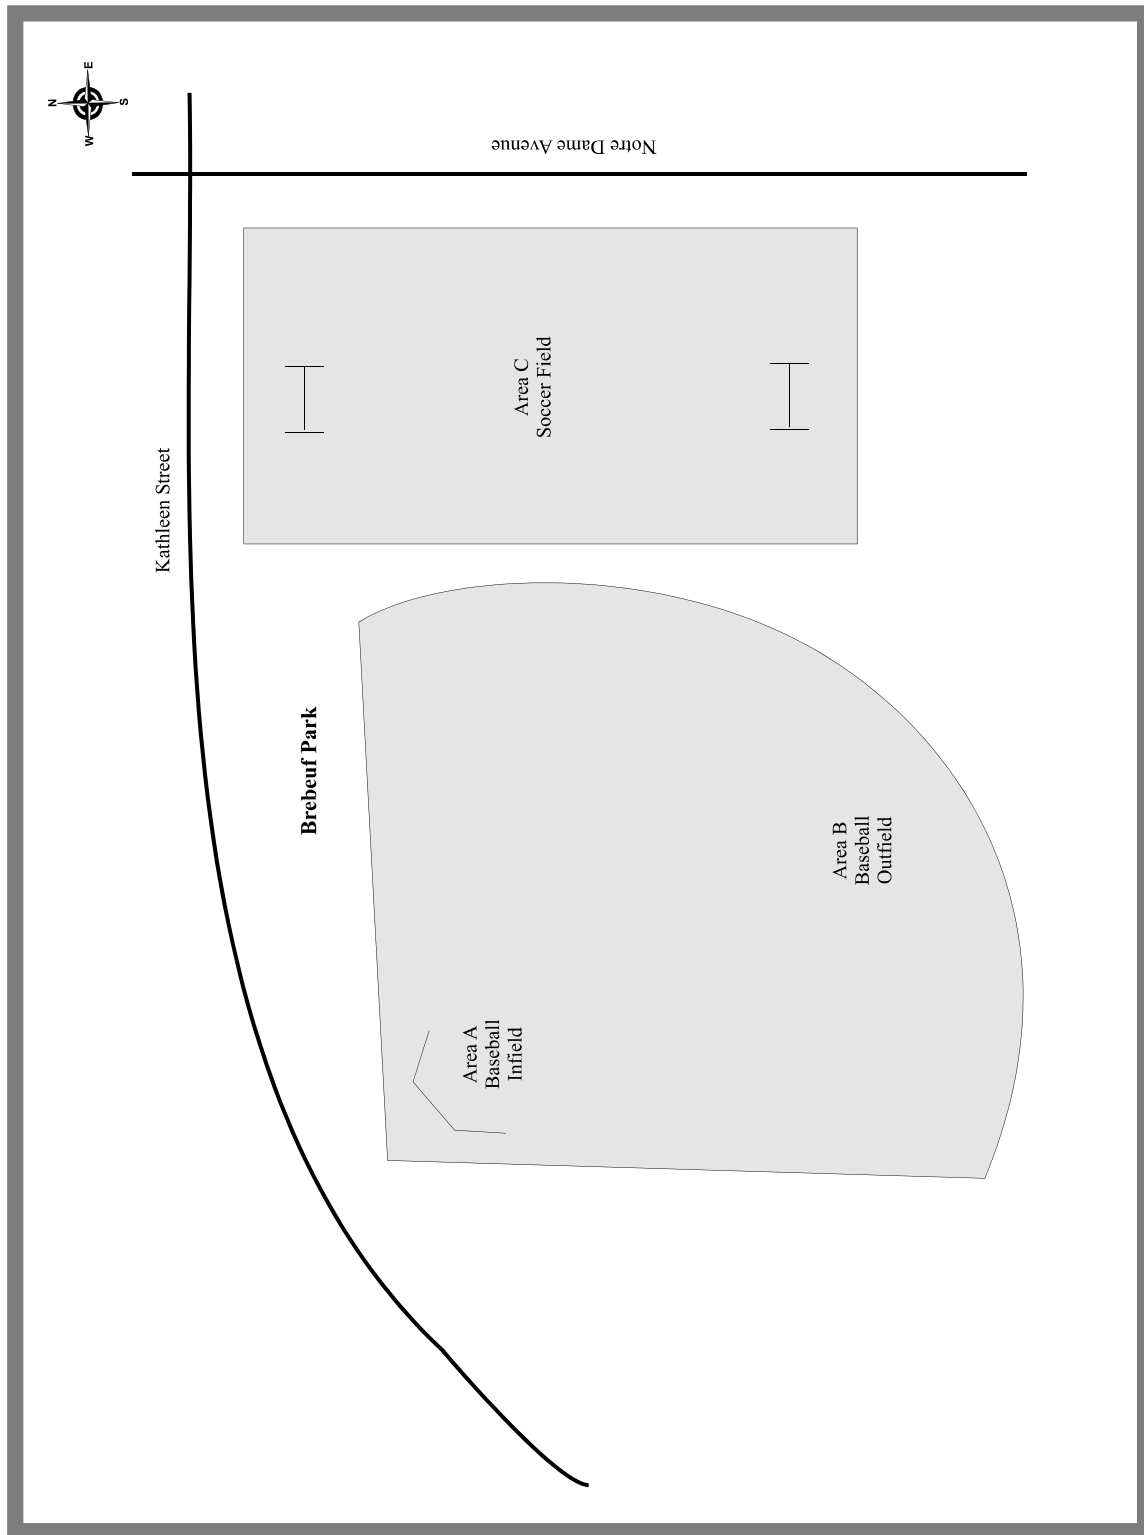 N
E
S
W
Notre Dame Avenue
Kathleen Street
Area C
Soccer Field
Brebeuf Park
Area B
Baseball
Outfield
Area A
Baseball
Infield